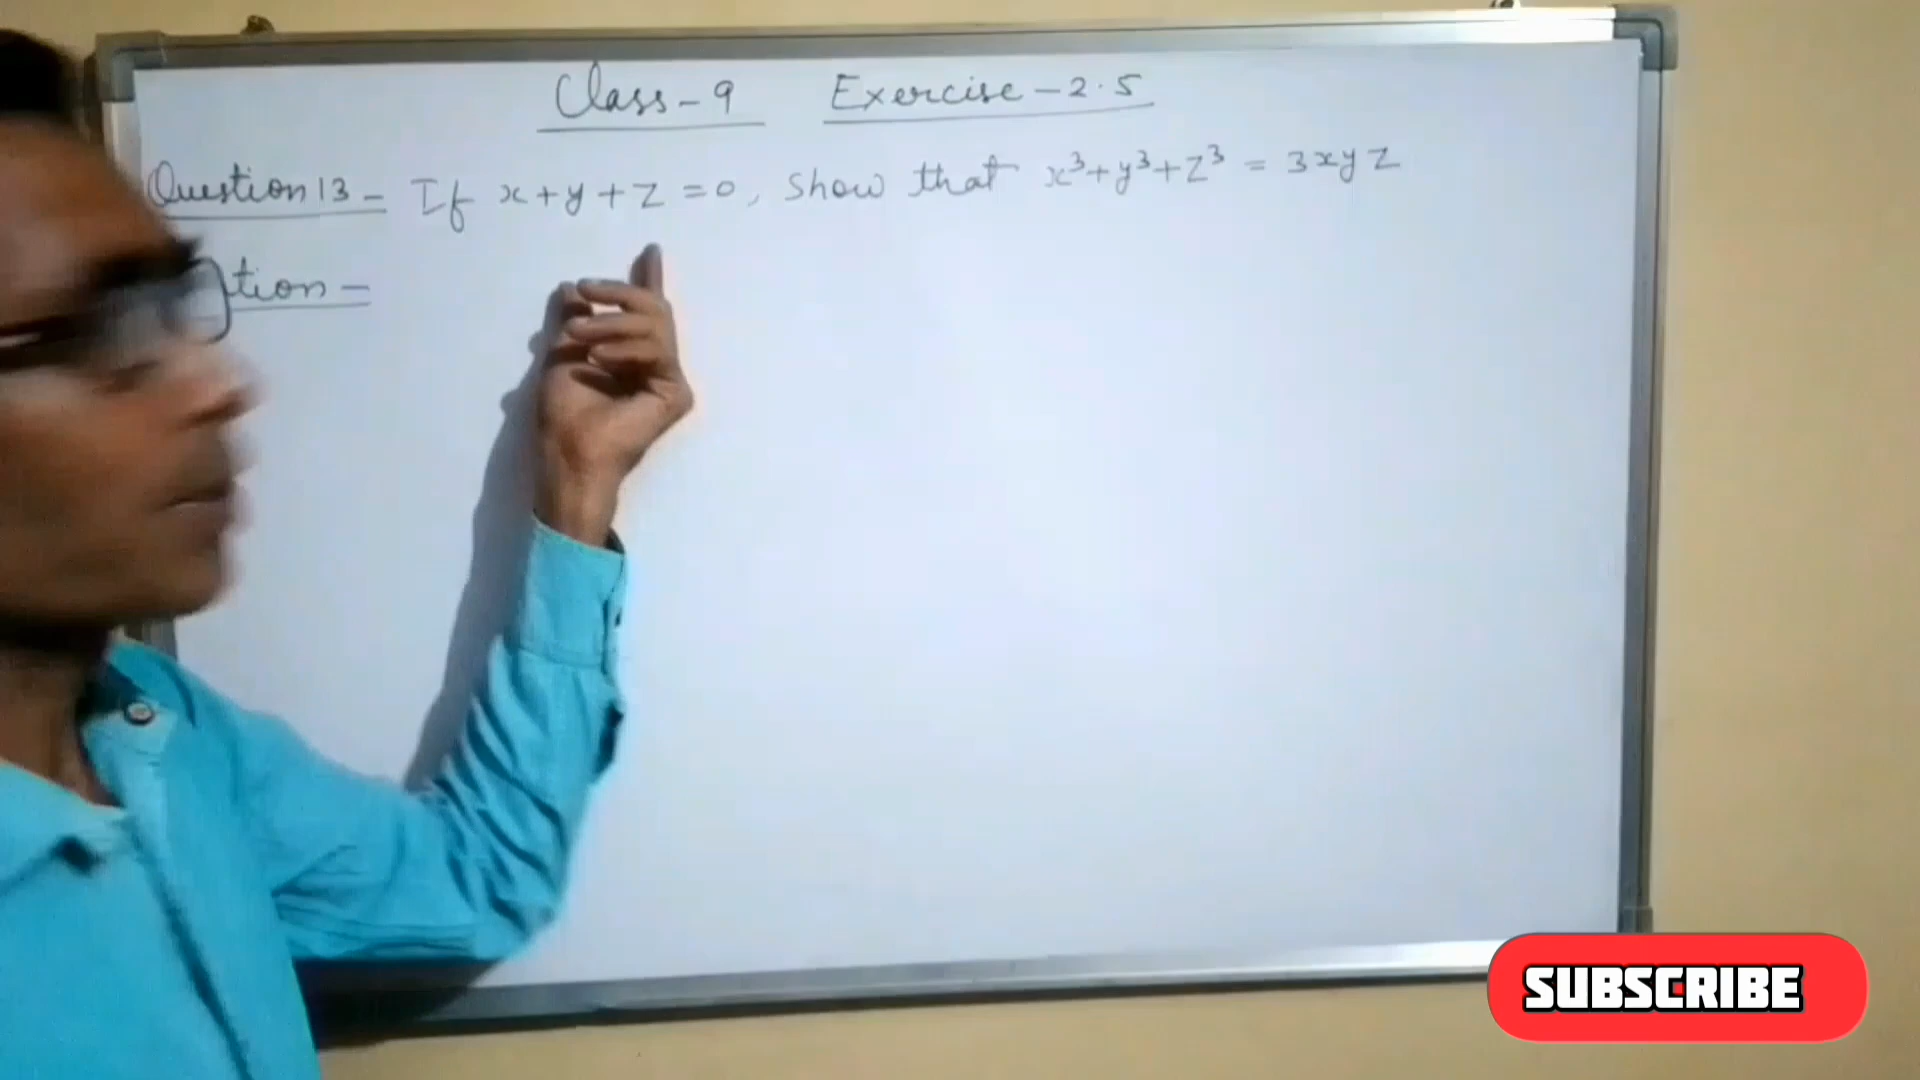 Class - 9 Exercise - 2.5
Question 13 - If x + y + z = 0, Show that x³ + y³ + z³ = 3xyz
tion -
SUBSCRIBE